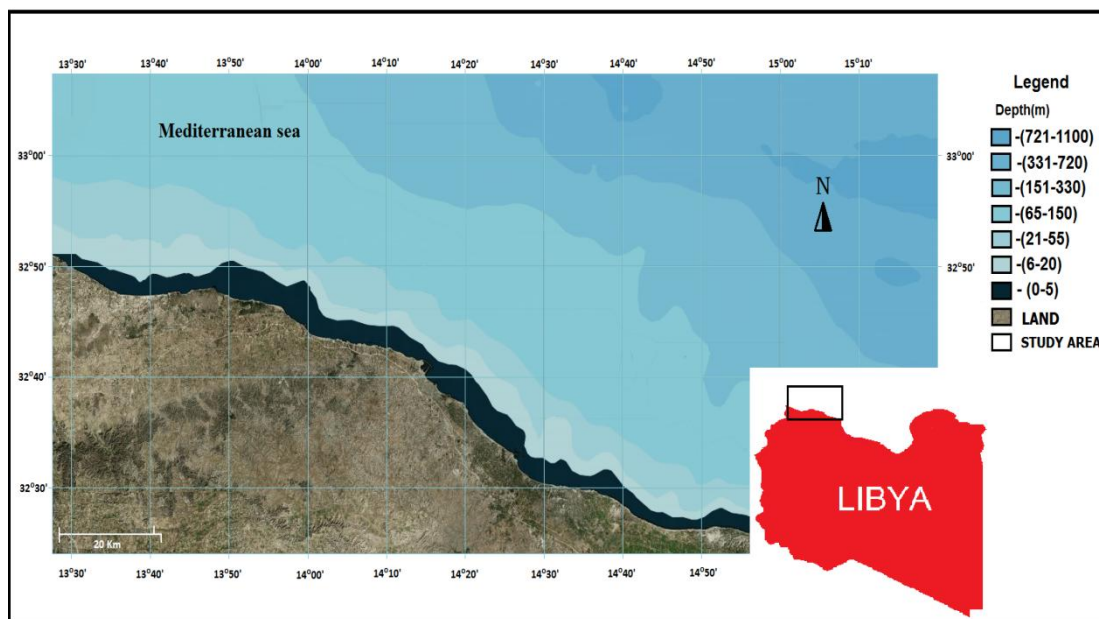 13°30' 13°40' 13°50' 14°00' 14°10' 14°20' 14°30' 14°40' 14°50' 15°00' 15°10'
Mediterranean sea
33°00' 33°00'
N
32°50' 32°50'
32°40'
32°30'
20 Km
13°30' 13°40' 13°50' 14°00' 14°10' 14°20' 14°30' 14°40' 14°50'
Legend
Depth(m)
-(721-1100)
-(331-720)
-(151-330)
-(65-150)
-(21-55)
-(6-20)
- (0-5)
LAND
STUDY AREA
LIBYA